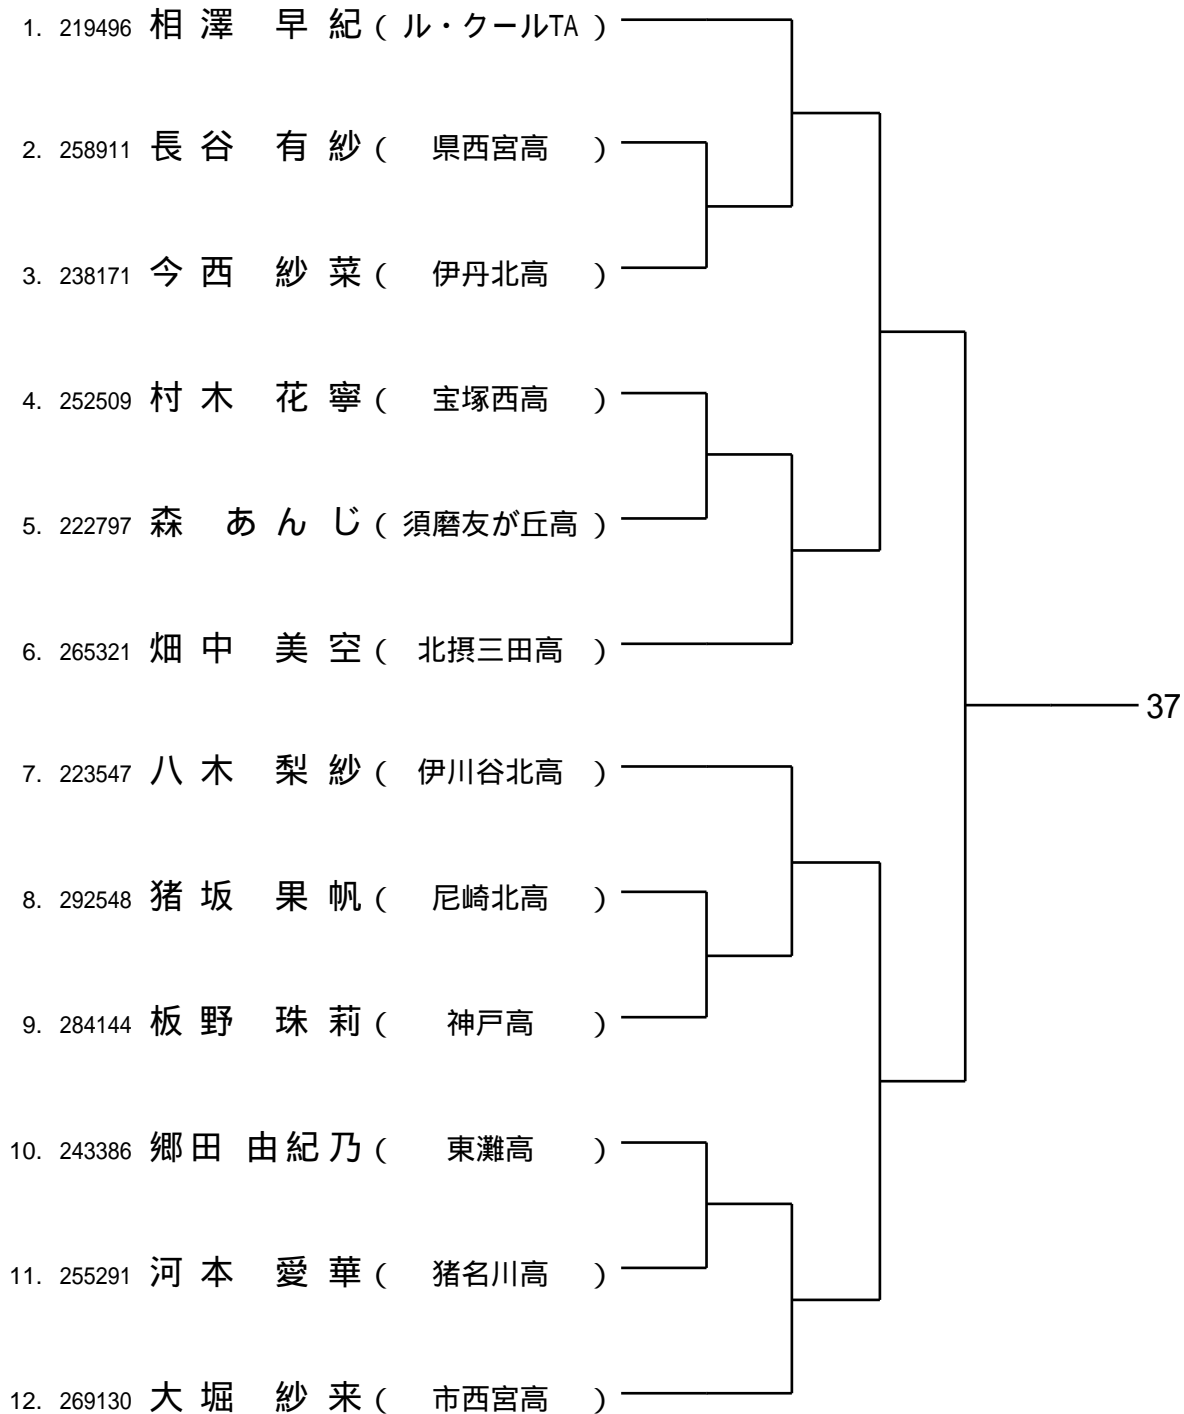 1. 219496 相澤 早紀 ( ル・クールTA )
2. 258911 長谷 有紗 ( 県西宮高 )
3. 238171 今西 紗菜 ( 伊丹北高 )
4. 252509 村木 花寧 ( 宝塚西高 )
5. 222797 森 あんじ ( 須磨友が丘高 )
6. 265321 畑中 美空 ( 北摂三田高 )
37
7. 223547 八木 梨紗 ( 伊川谷北高 )
8. 292548 猪坂 果帆 ( 尼崎北高 )
9. 284144 板野 珠莉 ( 神戸高 )
10. 243386 郷田 由紀乃 ( 東灘高 )
11. 255291 河本 愛華 ( 猪名川高 )
12. 269130 大堀 紗来 ( 市西宮高 )